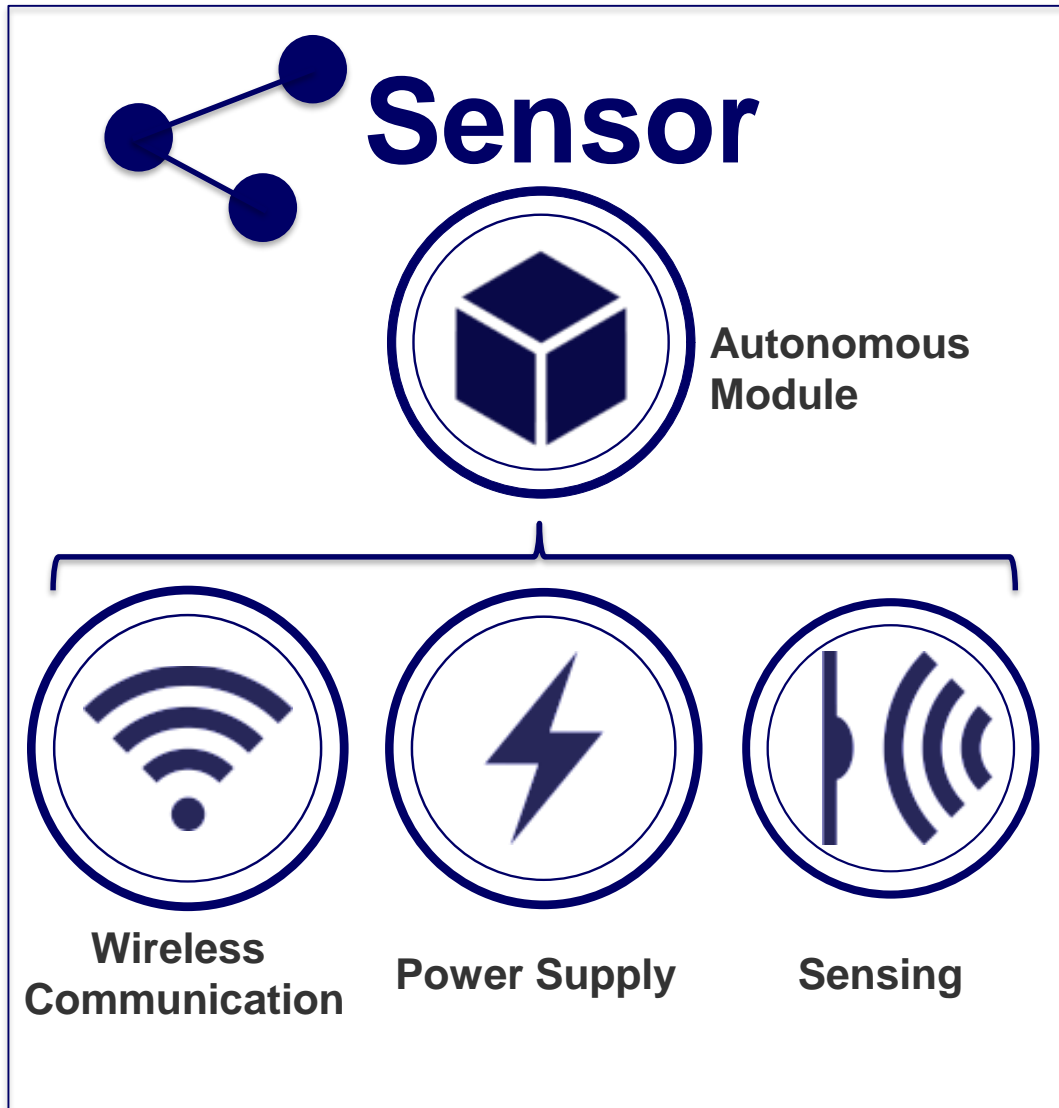 Sensor
Autonomous
Module
Wireless
Communication
Power Supply
Sensing